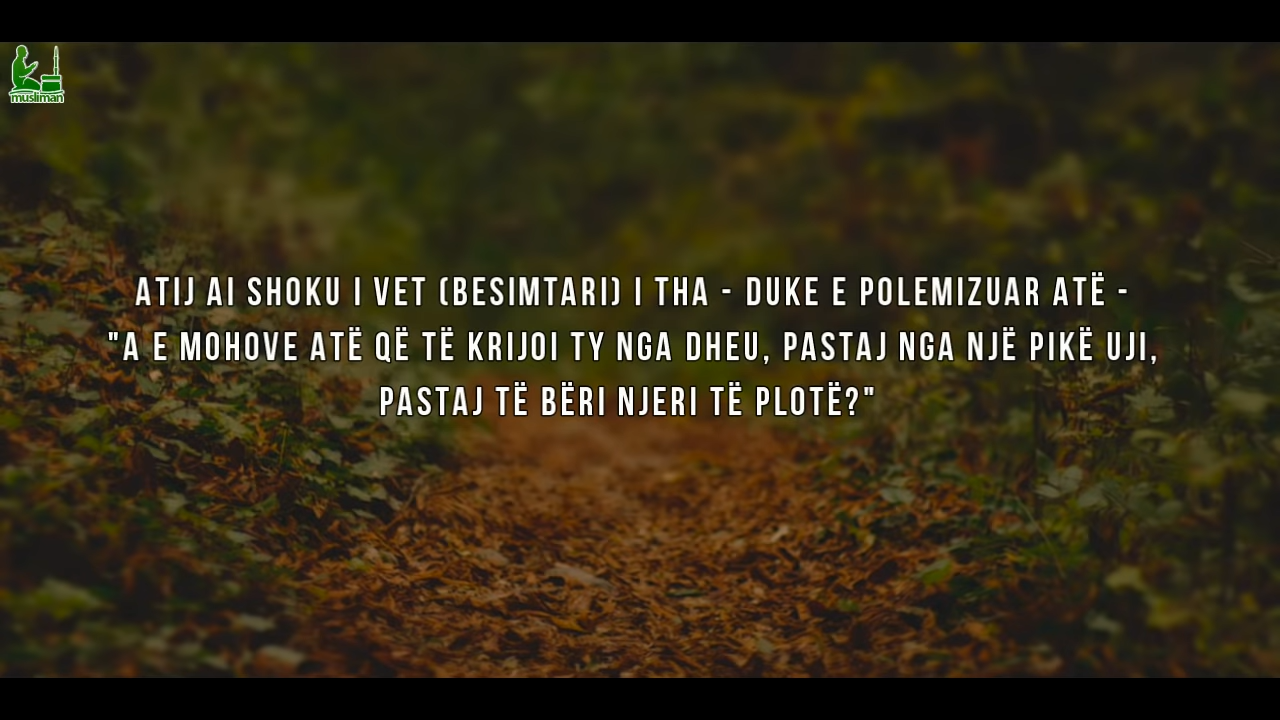 musliman
ATIJ AI SHOKU I VET (BESIMTARI) I THA - DUKE E POLEMIZUAR ATË -
"A E MOHOVE ATË QË TË KRIJOI TY NGA DHEU, PASTAJ NGA NJË PIKË UJI,
PASTAJ TË BËRI NJERI TË PLOTË?"